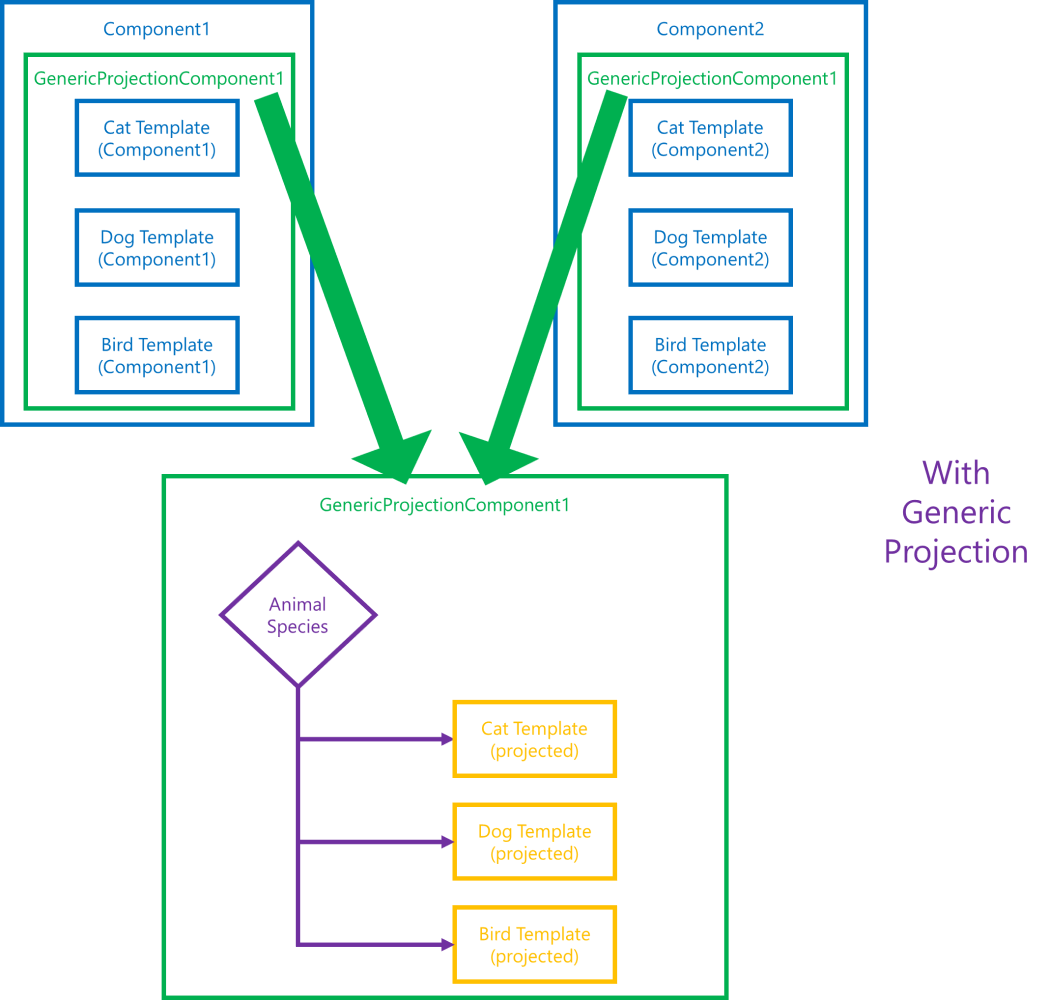 Component1
GenericProjectionComponent1
Cat Template
(Component1)
Dog Template
(Component1)
Bird Template
(Component1)
Component2
GenericProjectionComponent1
Cat Template
(Component2)
Dog Template
(Component2)
Bird Template
(Component2)
With
Generic
Projection
GenericProjectionComponent1
Animal
Species
Cat Template
(projected)
Dog Template
(projected)
Bird Template
(projected)